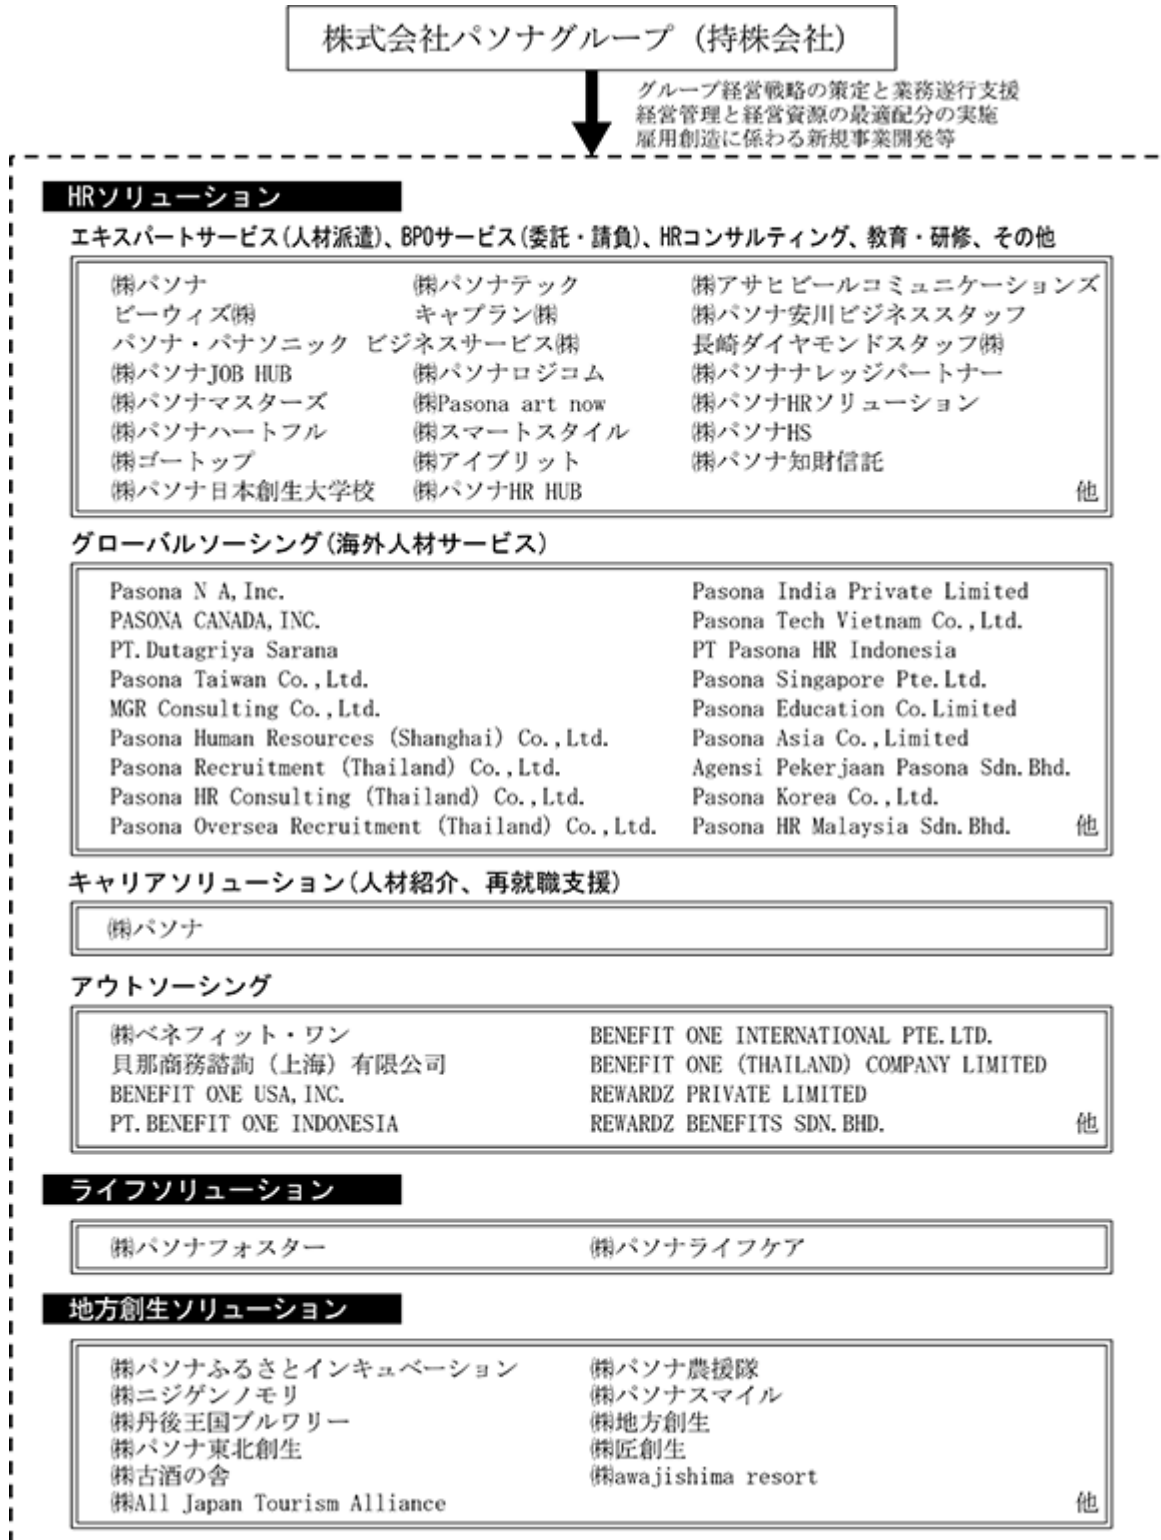 株式会社パソナグループ（持株会社）
グループ経営戦略の策定と業務遂行支援
経営管理と経営資源の最適配分の実施
雇用創造に係わる新規事業開発等
HRソリューション
エキスパートサービス(人材派遣)、BPOサービス(委託・請負)、HRコンサルティング、教育・研修、その他
㈱パソナ ㈱パソナテック ㈱アサヒビールコミュニケーションズ
ビーウィズ㈱ キャプラン㈱ ㈱パソナ安川ビジネススタッフ
パソナ・パナソニック ビジネスサービス㈱ 長崎ダイヤモンドスタッフ㈱
㈱パソナJOB HUB ㈱パソナロジコム ㈱パソナナレッジパートナー
㈱パソナマスターズ ㈱Pasona art now ㈱パソナHRソリューション
㈱パソナハートフル ㈱スマートスタイル ㈱パソナHS
㈱ゴートップ ㈱アイブリット ㈱パソナ知財信託
㈱パソナ日本創生大学校 ㈱パソナHR HUB 他
グローバルソーシング(海外人材サービス)
Pasona N A,Inc. Pasona India Private Limited
PASONA CANADA,INC. Pasona Tech Vietnam Co.,Ltd.
PT.Dutagriya Sarana PT Pasona HR Indonesia
Pasona Taiwan Co.,Ltd. Pasona Singapore Pte.Ltd.
MGR Consulting Co.,Ltd. Pasona Education Co.Limited
Pasona Human Resources (Shanghai) Co.,Ltd. Pasona Asia Co.,Limited
Pasona Recruitment (Thailand) Co.,Ltd. Agensi Pekerjaan Pasona Sdn.Bhd.
Pasona HR Consulting (Thailand) Co.,Ltd. Pasona Korea Co.,Ltd.
Pasona Oversea Recruitment (Thailand) Co.,Ltd. Pasona HR Malaysia Sdn.Bhd. 他
キャリアソリューション(人材紹介、再就職支援)
㈱パソナ
アウトソーシング
㈱ベネフィット・ワン BENEFIT ONE INTERNATIONAL PTE.LTD.
貝那商務諮詢（上海）有限公司 BENEFIT ONE (THAILAND) COMPANY LIMITED
BENEFIT ONE USA,INC. REWARDZ PRIVATE LIMITED
PT.BENEFIT ONE INDONESIA REWARDZ BENEFITS SDN.BHD. 他
ライフソリューション
㈱パソナフォスター ㈱パソナライフケア
地方創生ソリューション
㈱パソナふるさとインキュベーション ㈱パソナ農援隊
㈱ニジゲンノモリ ㈱パソナスマイル
㈱丹後王国ブルワリー ㈱地方創生
㈱パソナ東北創生 ㈱匠創生
㈱古酒の舎 ㈱awajishima resort
㈱All Japan Tourism Alliance 他